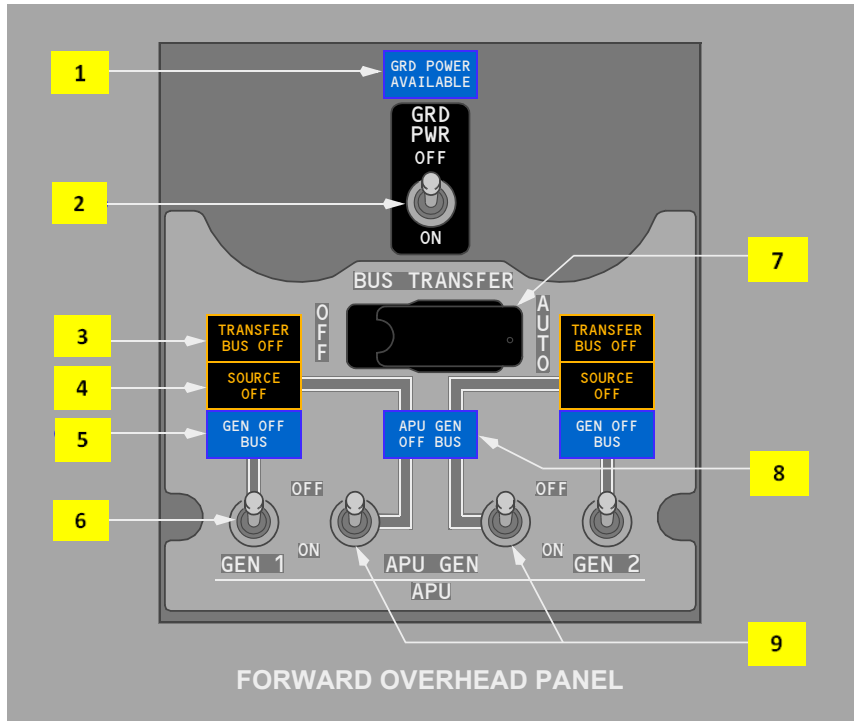 1
GRD POWER
AVAILABLE
GRD
PWR
OFF
2
ON
7
BUS TRANSFER
OFF
AUTO
3
TRANSFER
BUS OFF
TRANSFER
BUS OFF
4
SOURCE
OFF
SOURCE
OFF
5
GEN OFF
BUS
APU GEN
OFF BUS
GEN OFF
BUS
8
OFF
OFF
6
ON
ON
GEN 1
APU GEN
GEN 2
APU
9
FORWARD OVERHEAD PANEL